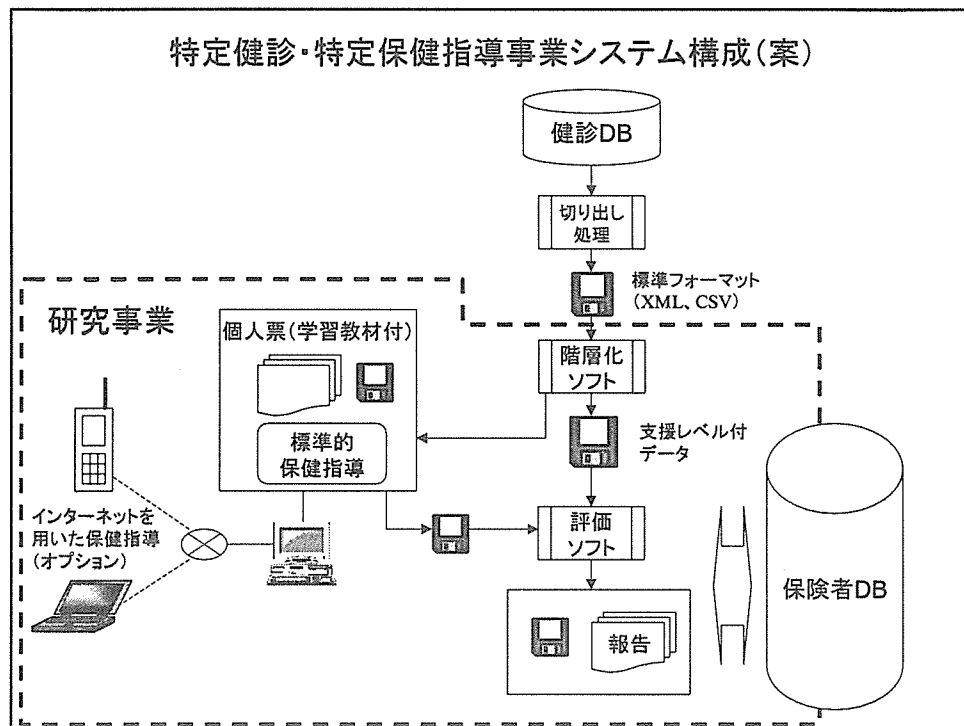 特定健診・特定保健指導事業システム構成(案)
健診DB
切り出し
処理
標準フォーマット
(XML、CSV)
研究事業
個人票(学習教材付)
階層化
ソフト
標準的
保健指導
支援レベル付
データ
インターネットを
用いた保健指導
(オプション)
評価
ソフト
保険者DB
報告